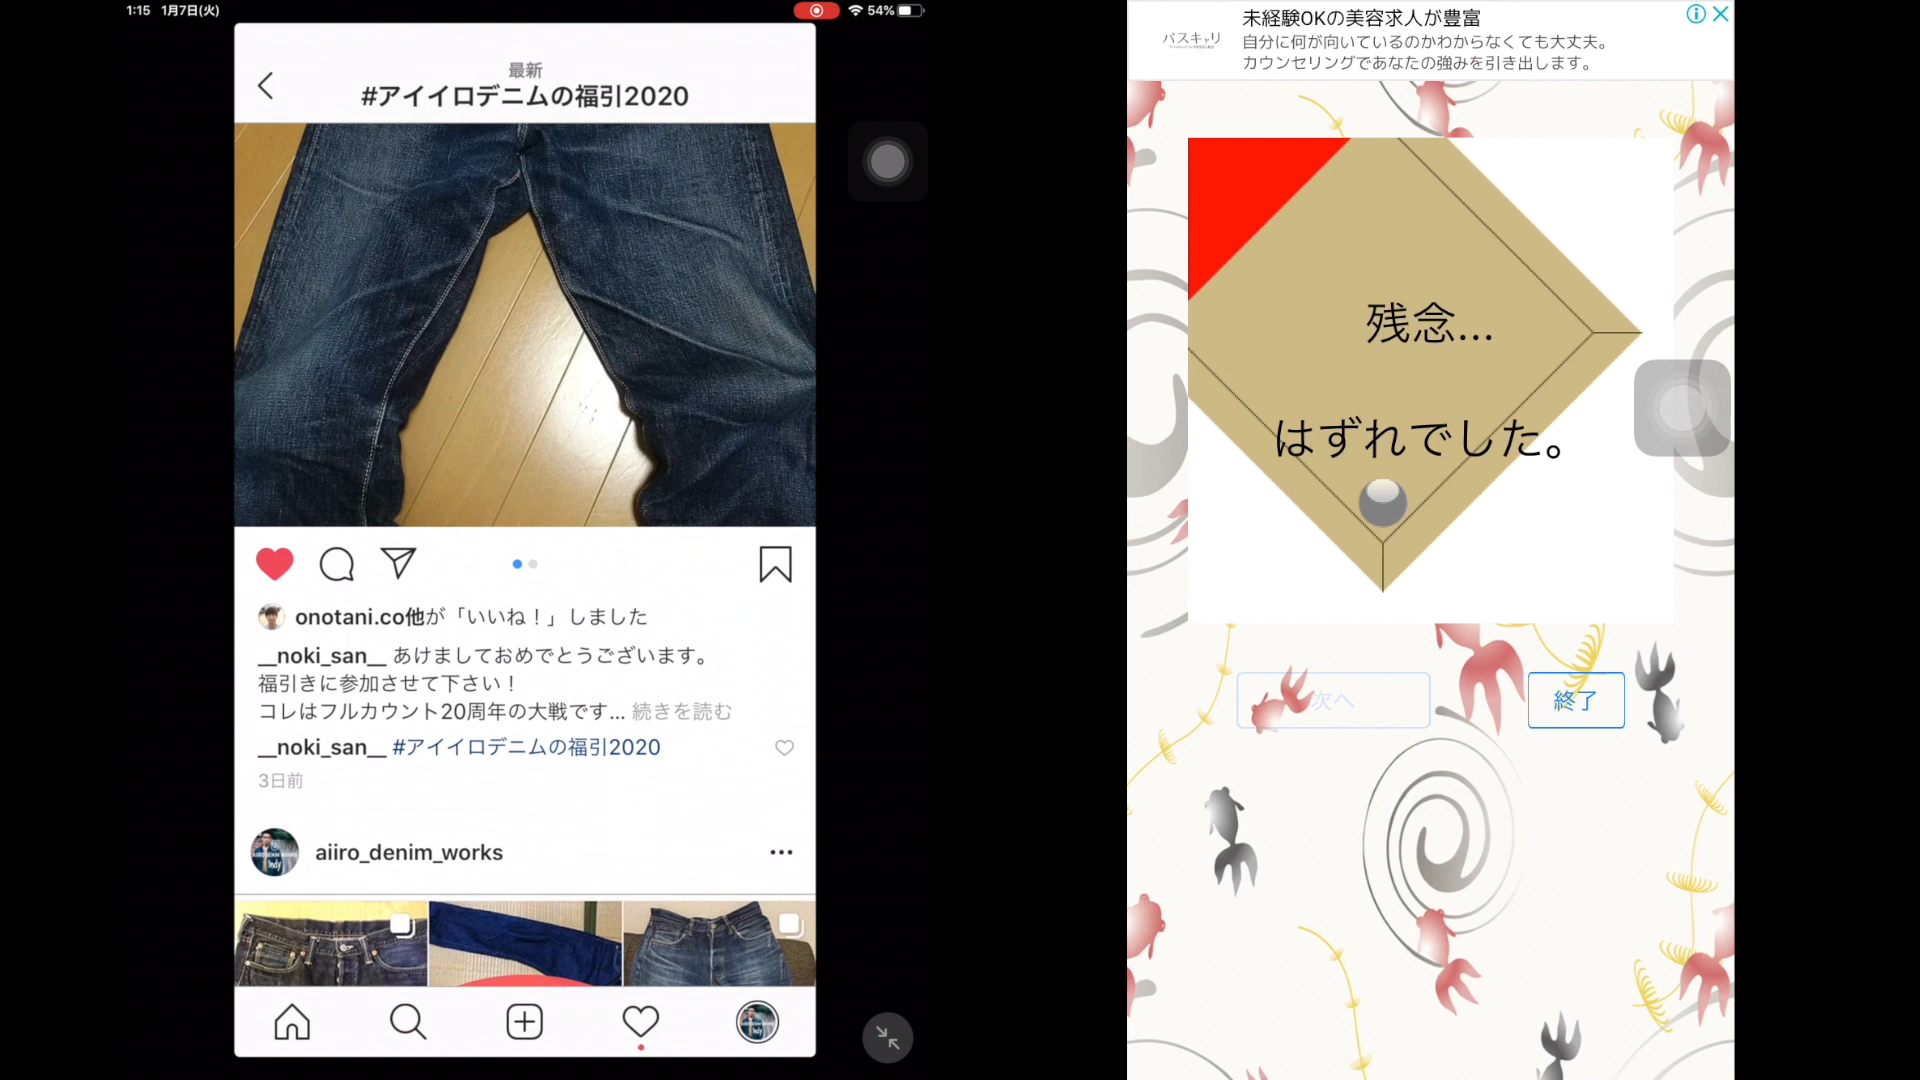 1:15 1月7日(火)
54%
最新
#アイイロデニムの福引2020
onotani.co他が「いいね！」しました
__noki_san__ あけましておめでとうございます。
福引きに参加させて下さい！
コレはフルカウント20周年の大戦です... 続きを読む
__noki_san__ #アイイロデニムの福引2020
3日前
aiiro_denim_works
パスキャリ
未経験OKの美容求人が豊富
自分に何が向いているのかわからなくても大丈夫。
カウンセリングであなたの強みを引き出します。
残念...
はずれでした。
次へ
終了